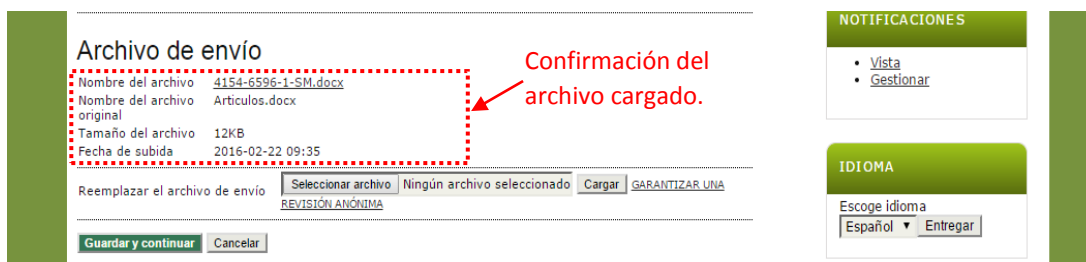 Archivo de envío
Nombre del archivo 4154-6596-1-SM.docx
Nombre del archivo original Articulos.docx
Tamaño del archivo 12KB
Fecha de subida 2016-02-22 09:35
Confirmación del
archivo cargado.
Reemplazar el archivo de envío Seleccionar archivo Ningún archivo seleccionado Cargar GARANTIZAR UNA
REVISIÓN ANÓNIMA
Guardar y continuar Cancelar
NOTIFICACIONES
• Vista
• Gestionar
IDIOMA
Escoge idioma
Español ▼ Entregar